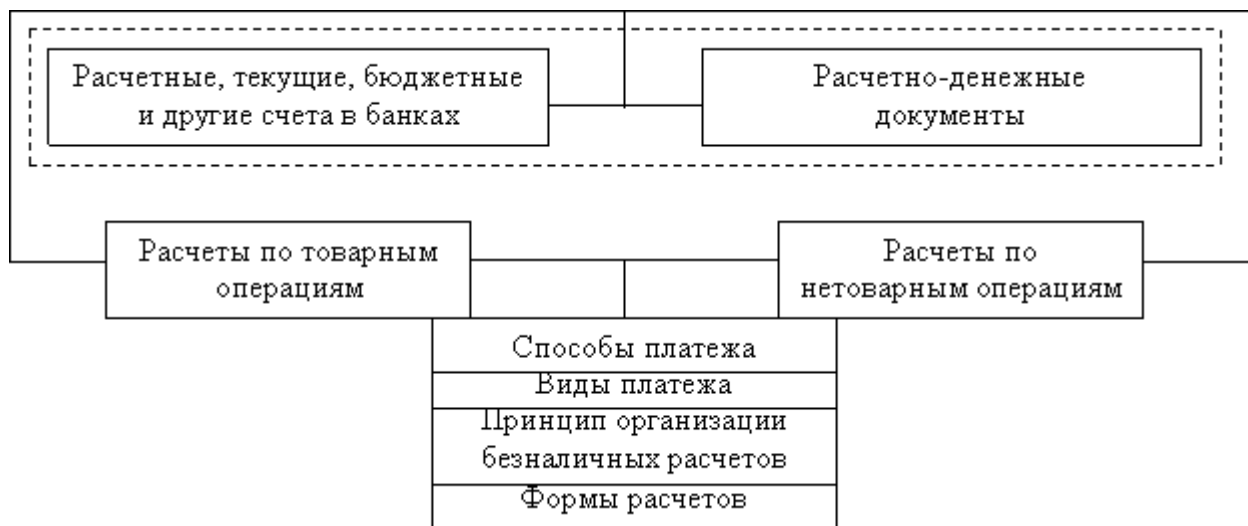 Расчетные, текущие, бюджетные
и другие счета в банках
Расчетно-денежные
документы
Расчеты по товарным
операциям
Расчеты по
нетоварным операциям
Способы платежа
Виды платежа
Принцип организации
безналичных расчетов
Формы расчетов